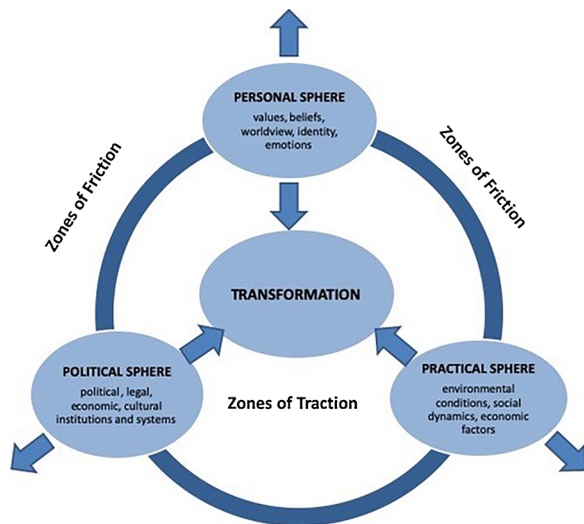 PERSONAL SPHERE
values, beliefs,
worldview, identity,
emotions
Zones of Friction
Zones of Friction
TRANSFORMATION
POLITICAL SPHERE
political, legal,
economic, cultural
institutions and systems
PRACTICAL SPHERE
environmental
conditions, social
dynamics, economic
factors
Zones of Traction